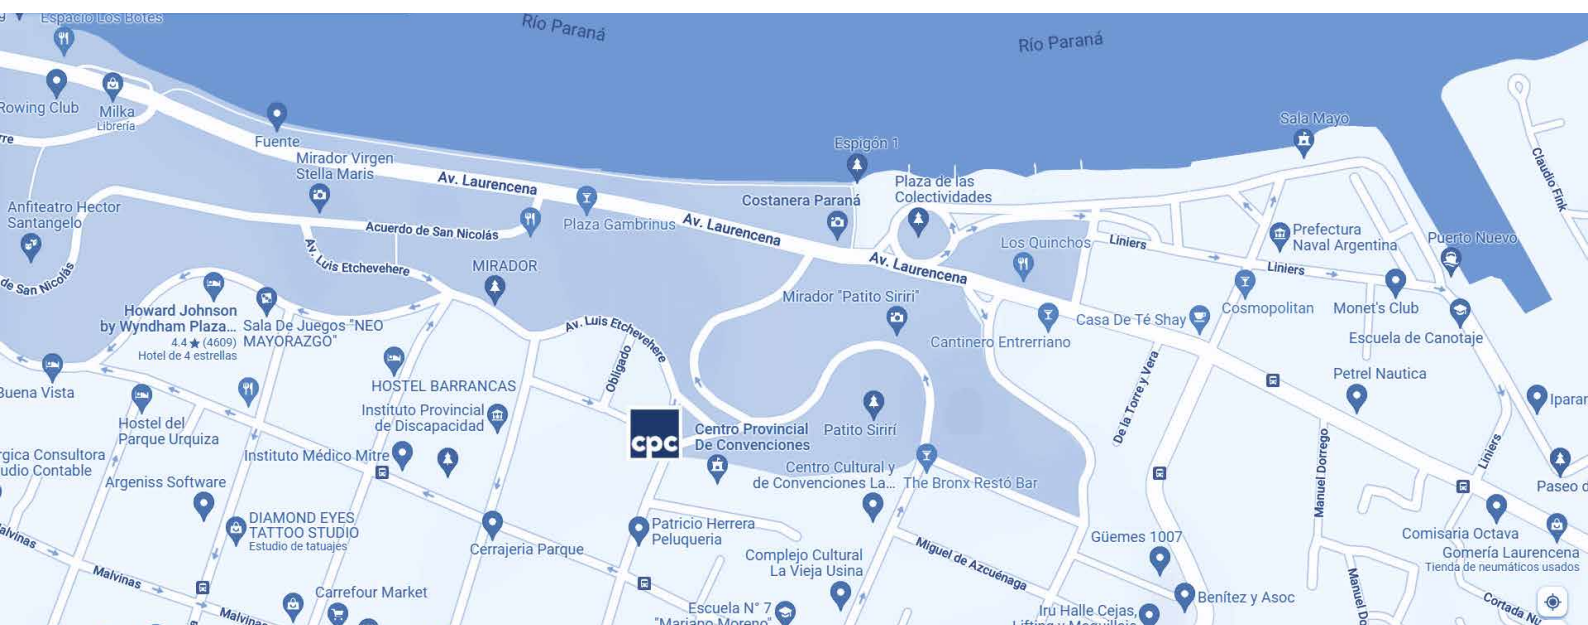 Espacio Los Botes
Río Paraná
Río Paraná
Rowing Club
Milka
Librería
Fuente
Mirador Virgen
Stella Maris
Av. Laurencena
Espigón 1
Sala Mayo
Claudio Fink
Anfiteatro Hector
Santangelo
Acuerdo de San Nicolás
Plaza Gambrinus
Costanera Paraná
Plaza de las
Colectividades
Av. Laurencena
Los Quinchos
Liniers
Prefectura
Naval Argentina
Puerto Nuevo
de San Nicolás
Av. Luis Etchevehere
MIRADOR
Av. Laurencena
Liniers
Howard Johnson
by Wyndham Plaza...
4.4 ★ (4609)
Hotel de 4 estrellas
Sala De Juegos "NEO
MAYORAZGO"
Mirador "Patito Siriri"
Cosmopolitan
Monet's Club
Casa De Té Shay
Escuela de Canotaje
Av. Luis Etchevehere
Cantinero Entrerriano
Obligado
De la Torre y Vera
Buena Vista
HOSTEL BARRANCAS
Petrel Nautica
Hostel del
Parque Urquiza
Instituto Provincial
de Discapacidad
cpc
Centro Provincial
De Convenciones
Patito Sirirí
Manuel Dorrego
Liniers
Instituto Médico Mitre
Argeniss Software
Centro Cultural y
de Convenciones La...
The Bronx Restó Bar
Paseo d
DIAMOND EYES
TATTOO STUDIO
Estudio de tatuajes
Cerrajeria Parque
Patricio Herrera
Peluqueria
Güemes 1007
Comisaria Octava
Gomería Laurencena
Tienda de neumáticos usados
Miguel de Azcuénaga
Complejo Cultural
La Vieja Usina
Malvinas
Malvinas
Malvinas
Carrefour Market
Escuela N° 7
"Mariano Moreno"
Benítez y Asoc
Iru Halle Cejas,
Manuel Do
Cortada Nu